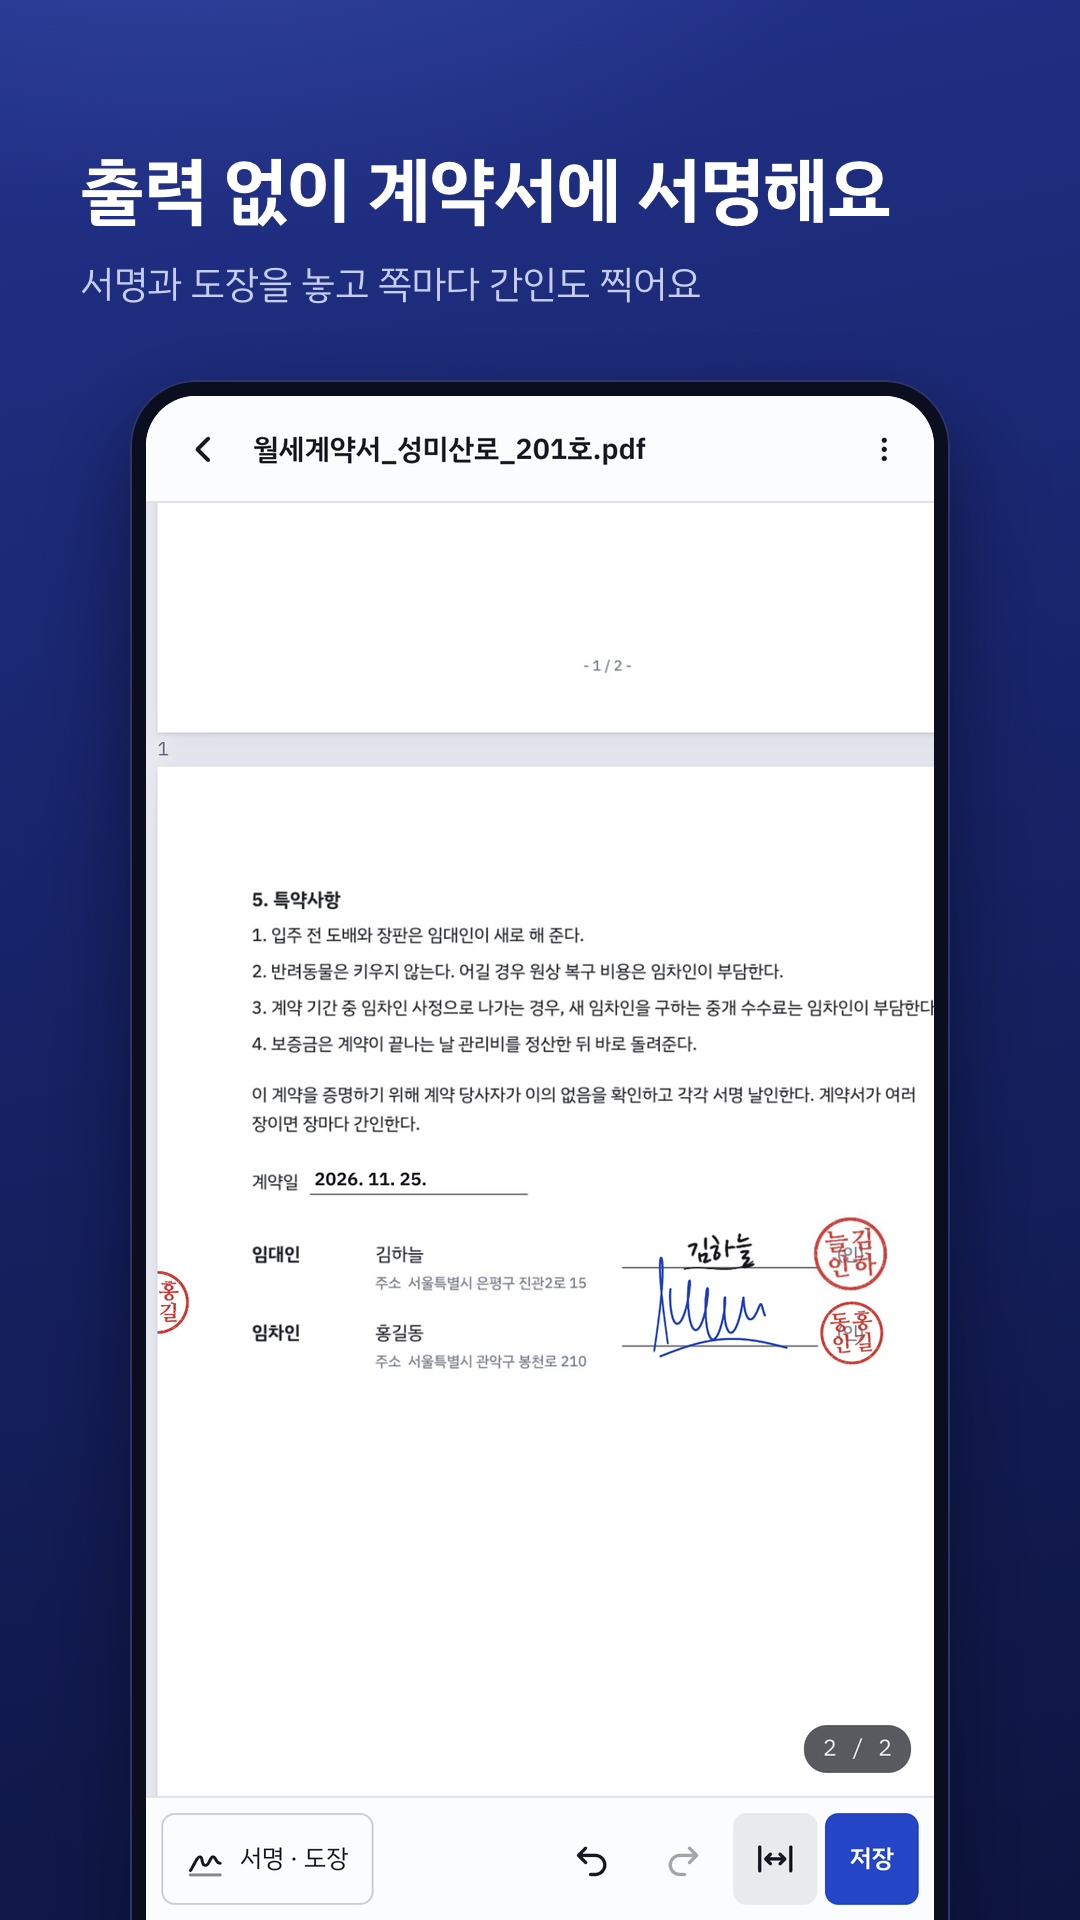 출력 없이 계약서에 서명해요
서명과 도장을 놓고 쪽마다 간인도 찍어요
월세계약서_성미산로_201호.pdf
- 1 / 2 -
1
5. 특약사항
1. 입주 전 도배와 장판은 임대인이 새로 해 준다.
2. 반려동물은 키우지 않는다. 어길 경우 원상 복구 비용은 임차인이 부담한다.
3. 계약 기간 중 임차인 사정으로 나가는 경우, 새 임차인을 구하는 중개 수수료는 임차인이 부담한다
4. 보증금은 계약이 끝나는 날 관리비를 정산한 뒤 바로 돌려준다.
이 계약을 증명하기 위해 계약 당사자가 이의 없음을 확인하고 각각 서명 날인한다. 계약서가 여러
장이면 장마다 간인한다.
계약일 2026. 11. 25.
임대인 김하늘 김하늘 늘김
인하
주소 서울특별시 은평구 진관2로 15
홍
길
임차인 홍길동 동홍
인길
주소 서울특별시 관악구 봉천로 210
2 / 2
서명 · 도장
저장